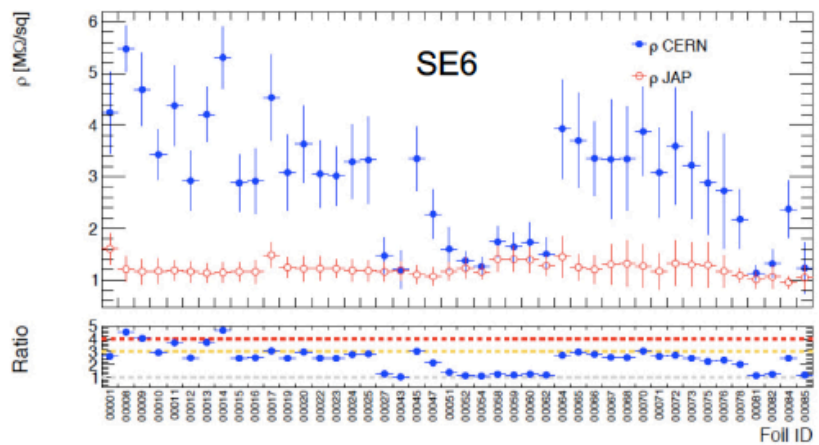 ρ [MΩ/sq]
6
5
4
3
2
1
SE6
ρ CERN
ρ JAP
Ratio
5
4
3
2
1
00001 00008 00009 00010 00011 00012 00013 00014 00015 00016 00017 00019 00020 00022 00023 00024 00025 0027 00043 00045 00047 00051 00052 00054 00058 00059 00060 00062 00064 00065 00066 00067 00068 00070 00071 00072 00073 00075 00076 00078 00081 00082 00084 00085
Foil ID